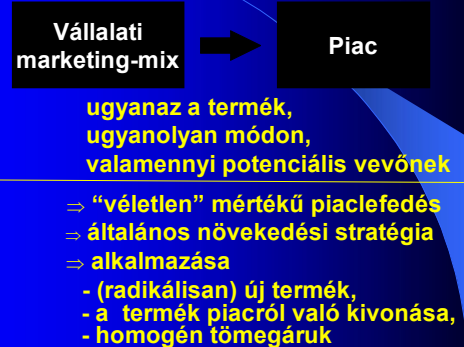 Vállalati
marketing-mix
Piac
ugyanaz a termék,
ugyanolyan módon,
valamennyi potenciális vevőnek
⇒ “véletlen” mértékű piaclefedés
⇒ általános növekedési stratégia
⇒ alkalmazása
- (radikálisan) új termék,
- a termék piacról való kivonása,
- homogén tömegáruk